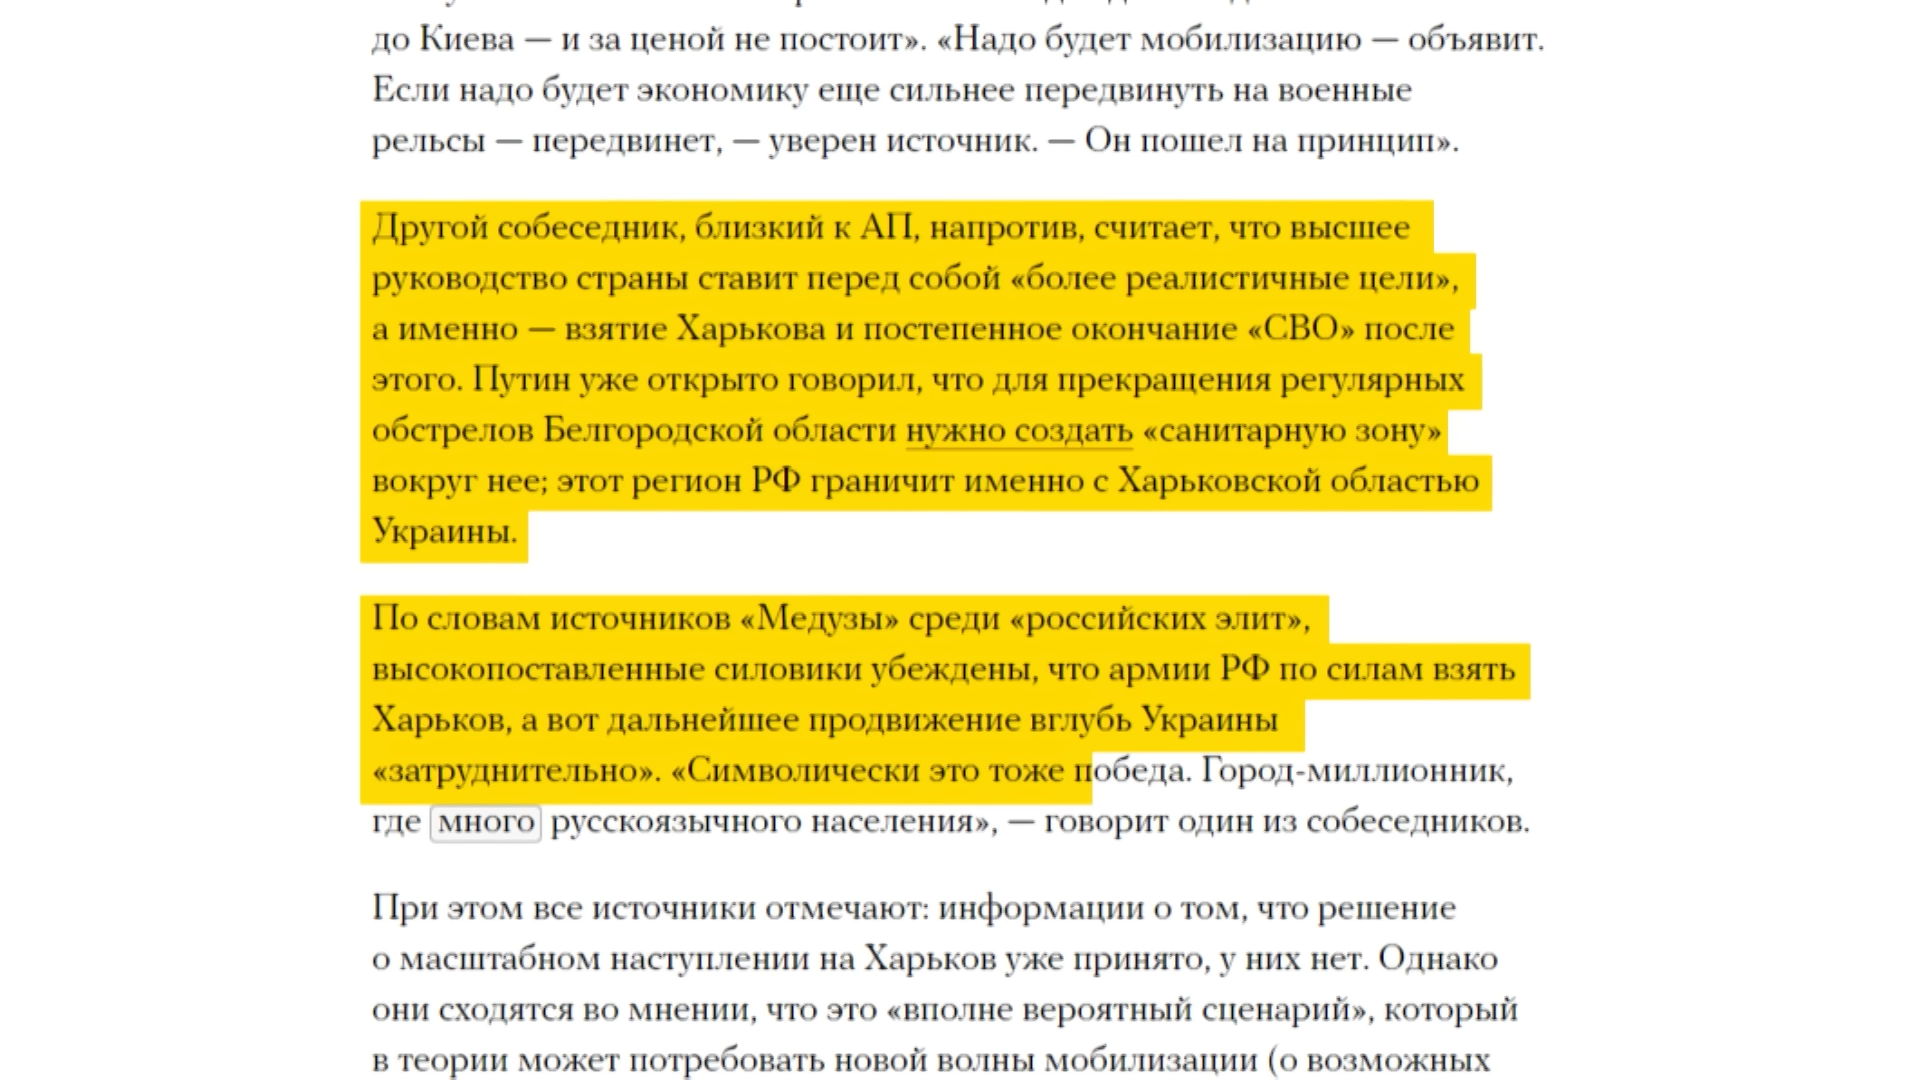 до Киева — и за ценой не постоит». «Надо будет мобилизацию — объявит.
Если надо будет экономику еще сильнее передвинуть на военные
рельсы — передвинет, — уверен источник. — Он пошел на принцип».
Другой собеседник, близкий к АП, напротив, считает, что высшее
руководство страны ставит перед собой «более реалистичные цели»,
а именно — взятие Харькова и постепенное окончание «СВО» после
этого. Путин уже открыто говорил, что для прекращения регулярных
обстрелов Белгородской области нужно создать «санитарную зону»
вокруг нее; этот регион РФ граничит именно с Харьковской областью
Украины.
По словам источников «Медузы» среди «российских элит»,
высокопоставленные силовики убеждены, что армии РФ по силам взять
Харьков, а вот дальнейшее продвижение вглубь Украины
«затруднительно». «Символически это тоже победа. Город-миллионник,
где много русскоязычного населения», — говорит один из собеседников.
При этом все источники отмечают: информации о том, что решение
о масштабном наступлении на Харьков уже принято, у них нет. Однако
они сходятся во мнении, что это «вполне вероятный сценарий», который
в теории может потребовать новой волны мобилизации (о возможных